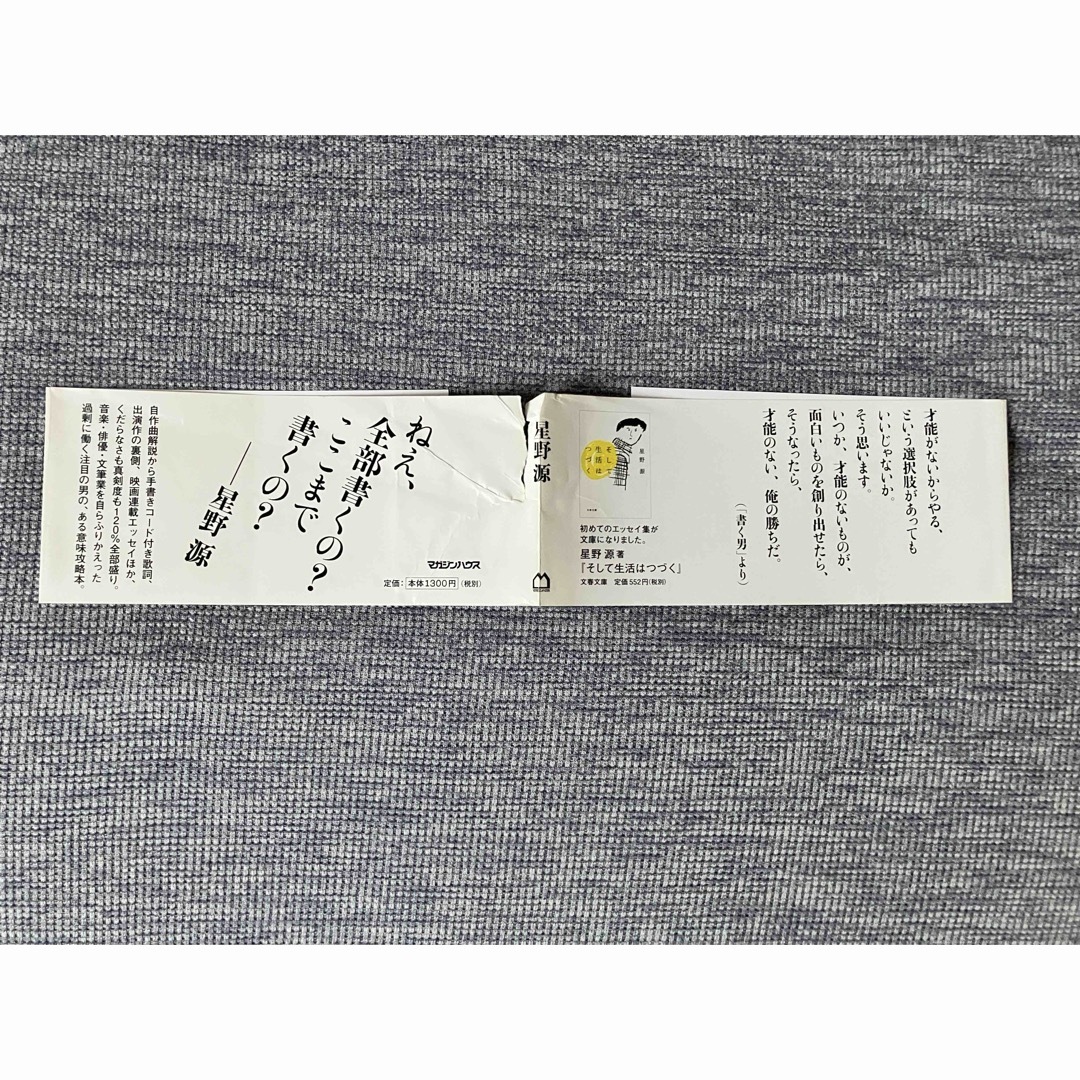 才能がないからやる、
という選択肢があっても
いいじゃないか。
そう思います。
いつか、才能のないものが、
面白いものを創り出せたら、
そうなったら、
才能のない、俺の勝ちだ。
(「書く男」より)
星野 源
そして
生活は
つづく
初めてのエッセイ集が
文庫になりました。
星野 源 著
『そして生活はつづく』
文春文庫 定価 552円(税別)
星野 源
ねえ、
全部書くの?
ここまで
書くの?
──星野 源
マガジンハウス
定価:本体1300円(税別)
自作曲解説から手書きコード付き歌詞、
出演作の裏側、映画連載エッセイほか、
くだらなさも真剣度も120%全部盛り。
音楽・俳優・文筆業を自らふりかえった
過剰に働く注目の男の、ある意味攻略本。